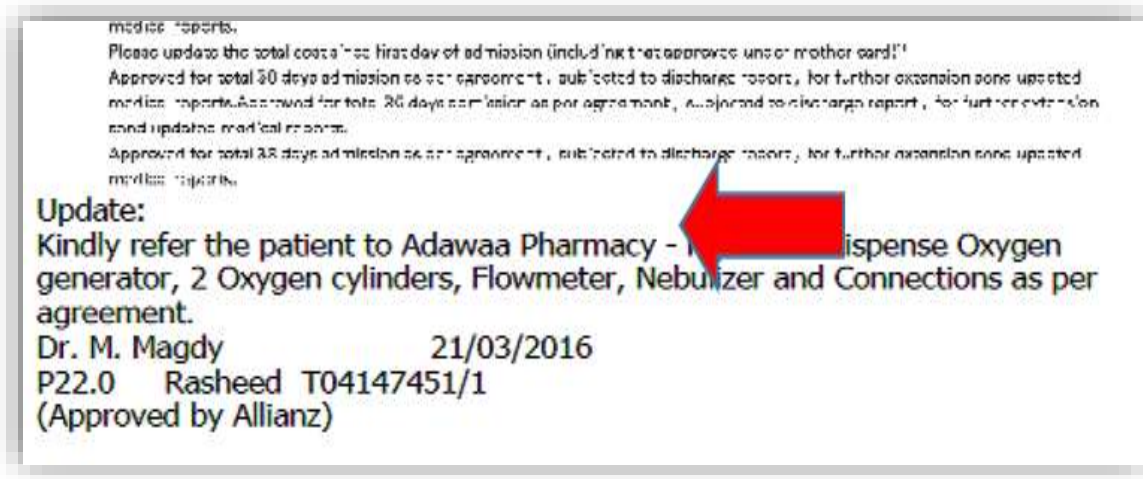 medical reports.
Please update the total cost since first day of admission (including that approved under mother card)"
Approved for total 30 days admission as per agreement, subjected to discharge report, for further extension send updated
medical reports. Approved for total days admission as per agreement, subjected to discharge report, for further extension
send updated medical reports.
Approved for total 38 days admission as per agreement, subjected to discharge report, for further extension send updated
medical reports.
Update:
Kindly refer the patient to Adawaa Pharmacy - Oxygen
generator, 2 Oxygen cylinders, Flowmeter, Nebulizer and Connections as per
agreement.
Dr. M. Magdy 21/03/2016
P22.0 Rasheed T04147451/1
(Approved by Allianz)